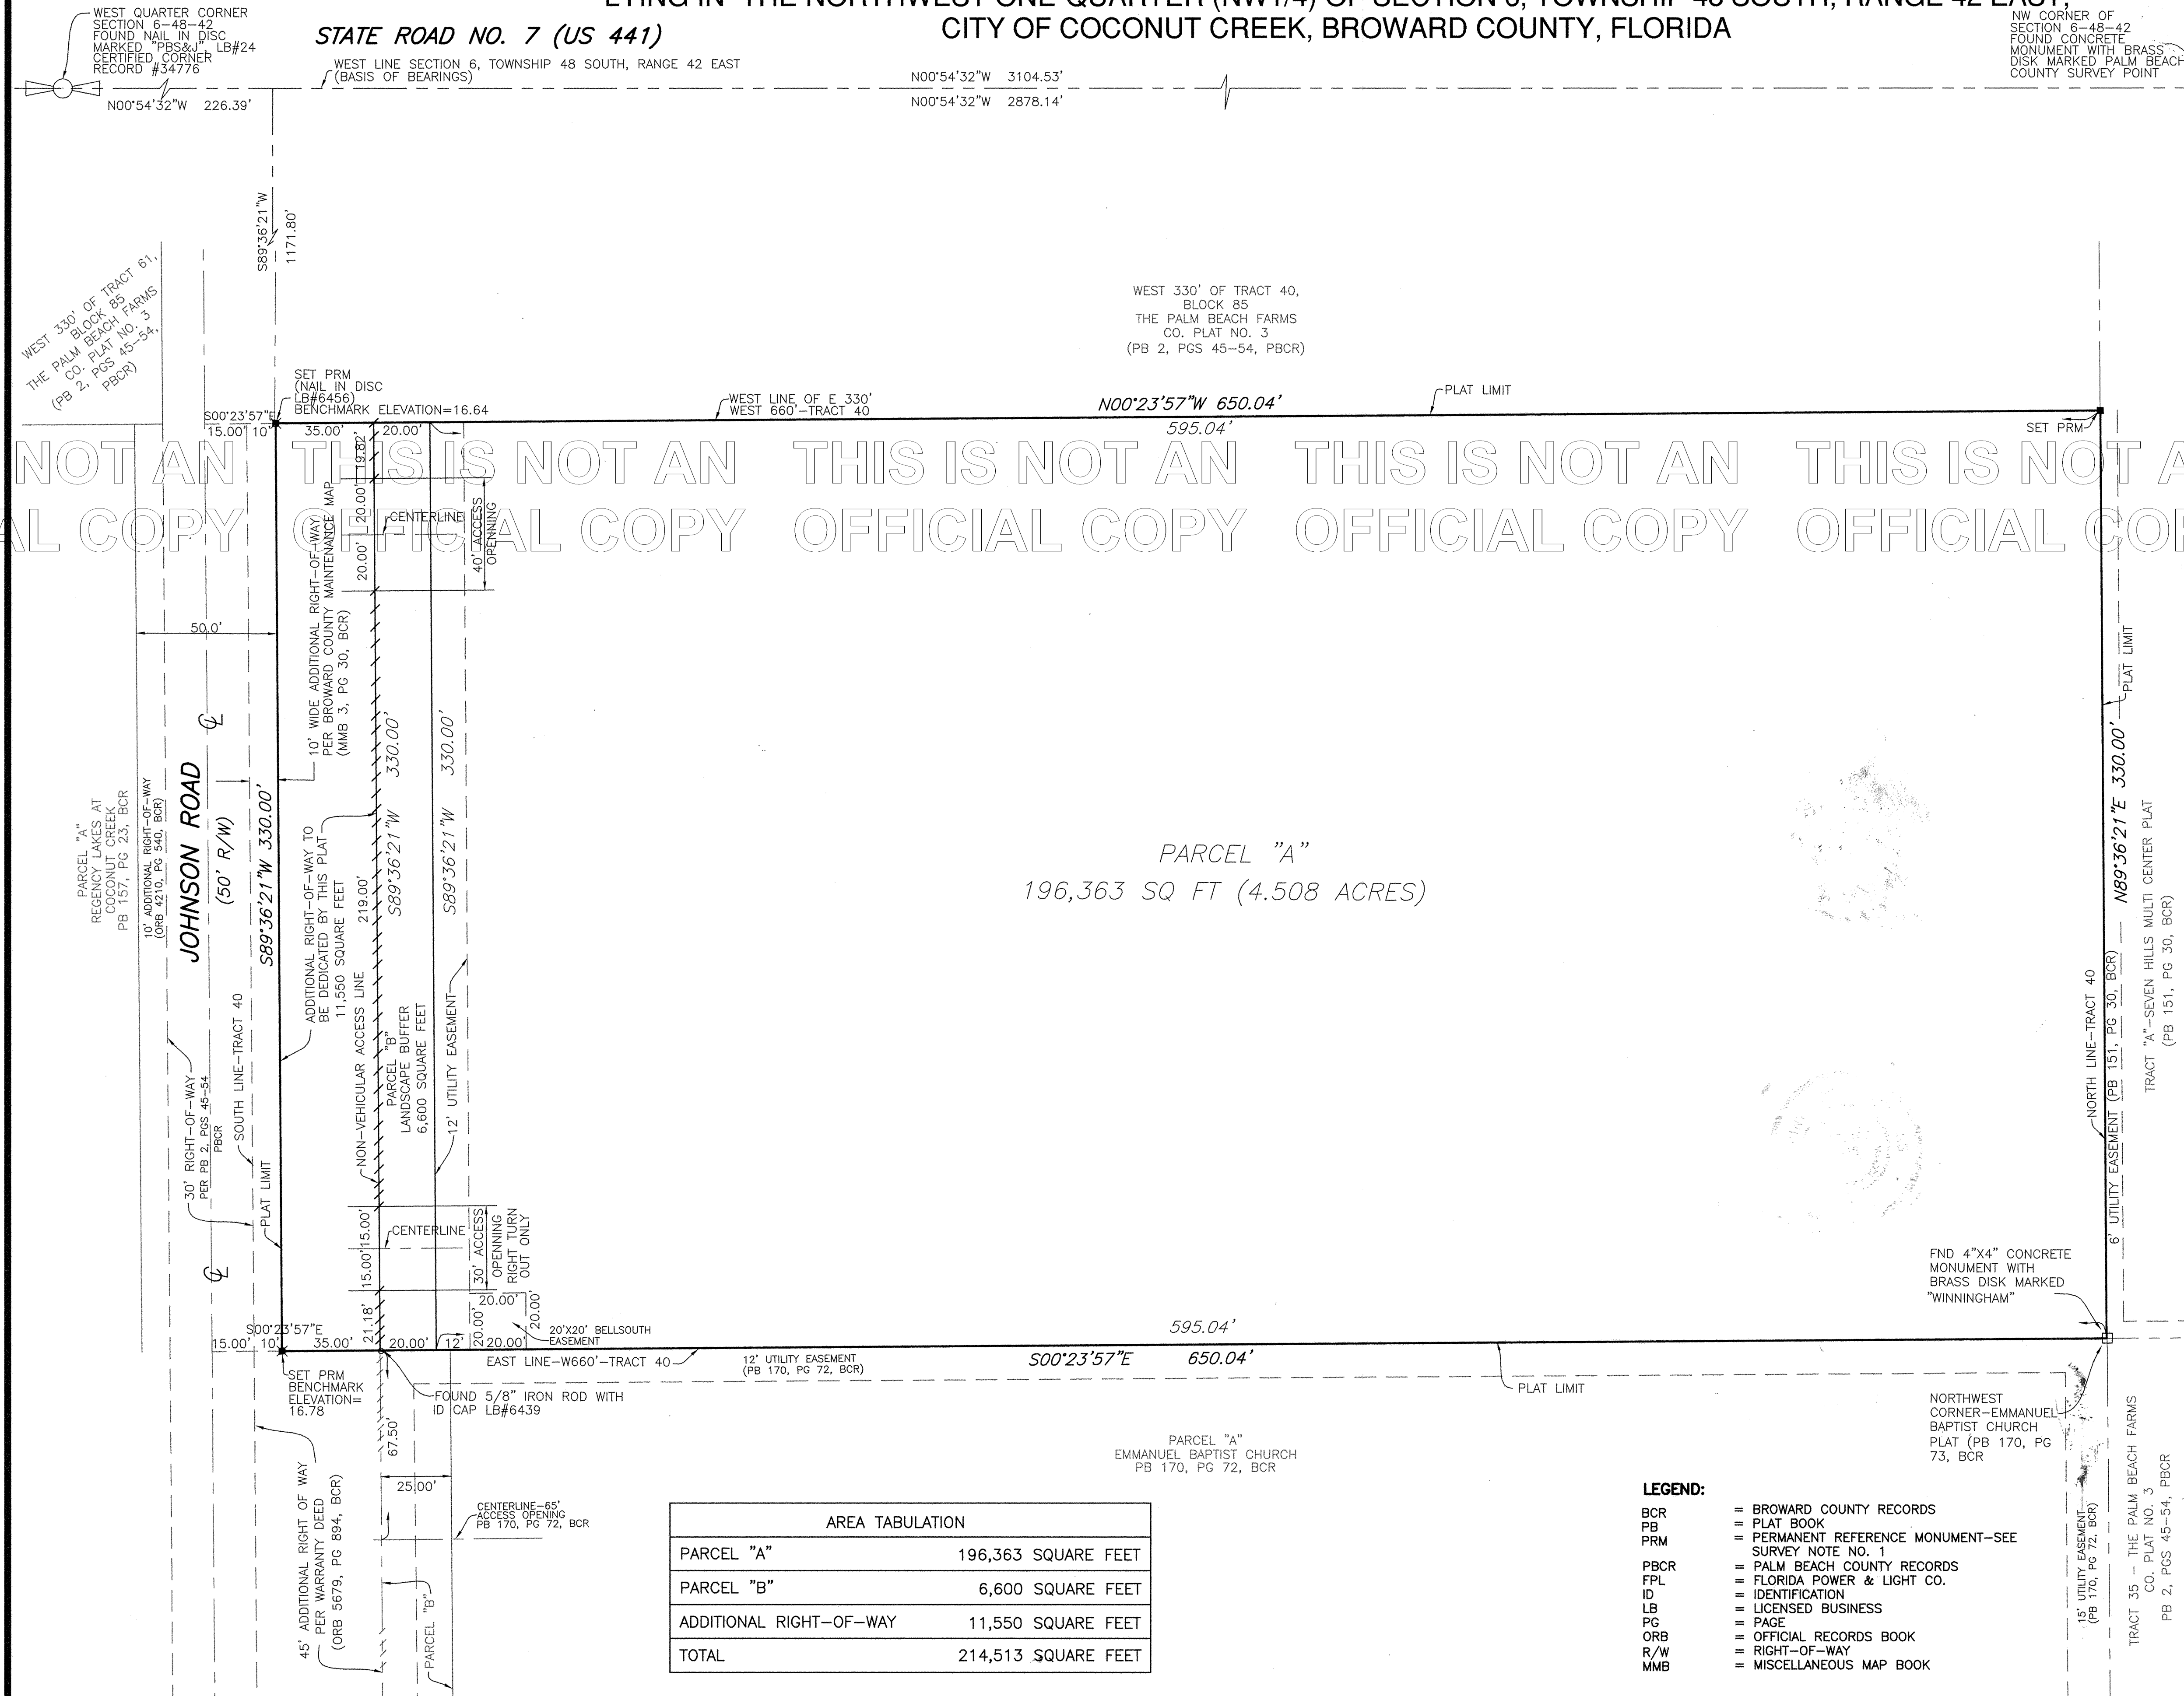 LYING IN THE NORTHWEST ONE-QUARTER (NW1/4) OF SECTION 6, TOWNSHIP 48 SOUTH, RANGE 42 EAST,
CITY OF COCONUT CREEK, BROWARD COUNTY, FLORIDA
WEST QUARTER CORNER
SECTION 6-48-42
FOUND NAIL IN DISC
MARKED "PBS&J", LB#24
CERTIFIED CORNER
RECORD #34776
STATE ROAD NO. 7 (US 441)
WEST LINE SECTION 6, TOWNSHIP 48 SOUTH, RANGE 42 EAST
(BASIS OF BEARINGS)
N00°54'32"W 3104.53'
N00°54'32"W 2878.14'
N00°54'32"W 226.39'
NW CORNER OF
SECTION 6-48-42
FOUND CONCRETE
MONUMENT WITH BRASS
DISK MARKED PALM BEACH
COUNTY SURVEY POINT
S89°36'21"W
1171.80'
WEST 330' OF TRACT 61,
BLOCK 85
THE PALM BEACH FARMS
CO. PLAT NO. 3
(PB 2, PGS 45-54,
PBCR)
WEST 330' OF TRACT 40,
BLOCK 85
THE PALM BEACH FARMS
CO. PLAT NO. 3
(PB 2, PGS 45-54, PBCR)
SET PRM
(NAIL IN DISC
LB#6456)
BENCHMARK ELEVATION=16.64
WEST LINE OF E 330'
WEST 660'-TRACT 40
N00°23'57"W 650.04'
595.04'
PLAT LIMIT
SET PRM
S00°23'57"E
15.00' 10' 35.00' 20.00'
NOT AN THIS IS NOT AN THIS IS NOT AN THIS IS NOT AN THIS IS NOT A
AL COPY OFFICIAL COPY OFFICIAL COPY OFFICIAL COPY OFFICIAL COP
19.82'
20.00'
20.00'
CENTERLINE
40' ACCESS
OPENNING
10' WIDE ADDITIONAL RIGHT-OF-WAY
PER BROWARD COUNTY MAINTENANCE MAP
(MMB 3, PG 30, BCR)
50.0'
PARCEL "A"
REGENCY LAKES AT
COCONUT CREEK
PB 157, PG 23, BCR
10' ADDITIONAL RIGHT-OF-WAY
(ORB 4210, PG 540, BCR)
JOHNSON ROAD
(50' R/W)
S89°36'21"W 330.00'
ADDITIONAL RIGHT-OF-WAY TO
BE DEDICATED BY THIS PLAT
11,550 SQUARE FEET
NON-VEHICULAR ACCESS LINE
219.00'
S89°36'21"W 330.00'
PARCEL "B"
LANDSCAPE BUFFER
6,600 SQUARE FEET
S89°36'21"W 330.00'
12' UTILITY EASEMENT
30' RIGHT-OF-WAY
PER PB 2, PGS 45-54
PBCR
SOUTH LINE-TRACT 40
PLAT LIMIT
PARCEL "A"
196,363 SQ FT (4.508 ACRES)
PLAT LIMIT
N89°36'21"E 330.00'
NORTH LINE-TRACT 40
6' UTILITY EASEMENT (PB 151, PG 30, BCR)
TRACT "A"-SEVEN HILLS MULTI CENTER PLAT
(PB 151, PG 30, BCR)
15.00'
15.00'
21.18'
CENTERLINE
30' ACCESS
OPENNING
RIGHT TURN
OUT ONLY
20.00'
20.00'
20.00'
20'X20' BELLSOUTH
EASEMENT
S00°23'57"E
15.00' 10' 35.00' 20.00' 12' 20.00'
EAST LINE-W660'-TRACT 40
12' UTILITY EASEMENT
(PB 170, PG 72, BCR)
595.04'
S00°23'57"E 650.04'
PLAT LIMIT
FND 4"X4" CONCRETE
MONUMENT WITH
BRASS DISK MARKED
"WINNINGHAM"
SET PRM
BENCHMARK
ELEVATION=
16.78
FOUND 5/8" IRON ROD WITH
ID CAP LB#6439
67.50'
25.00'
CENTERLINE-65'
ACCESS OPENING
PB 170, PG 72, BCR
45' ADDITIONAL RIGHT OF WAY
PER WARRANTY DEED
(ORB 5679, PG 894, BCR)
PARCEL "B"
PARCEL "A"
EMMANUEL BAPTIST CHURCH
PB 170, PG 72, BCR
NORTHWEST
CORNER-EMMANUEL
BAPTIST CHURCH
PLAT (PB 170, PG
73, BCR
15' UTILITY EASEMENT
(PB 170, PG 72, BCR)
TRACT 35 - THE PALM BEACH FARMS
CO. PLAT NO. 3
PB 2, PGS 45-54, PBCR
AREA TABULATION
PARCEL "A" 196,363 SQUARE FEET
PARCEL "B" 6,600 SQUARE FEET
ADDITIONAL RIGHT-OF-WAY 11,550 SQUARE FEET
TOTAL 214,513 SQUARE FEET
LEGEND:
BCR = BROWARD COUNTY RECORDS
PB = PLAT BOOK
PRM = PERMANENT REFERENCE MONUMENT-SEE
SURVEY NOTE NO. 1
PBCR = PALM BEACH COUNTY RECORDS
FPL = FLORIDA POWER & LIGHT CO.
ID = IDENTIFICATION
LB = LICENSED BUSINESS
PG = PAGE
ORB = OFFICIAL RECORDS BOOK
R/W = RIGHT-OF-WAY
MMB = MISCELLANEOUS MAP BOOK